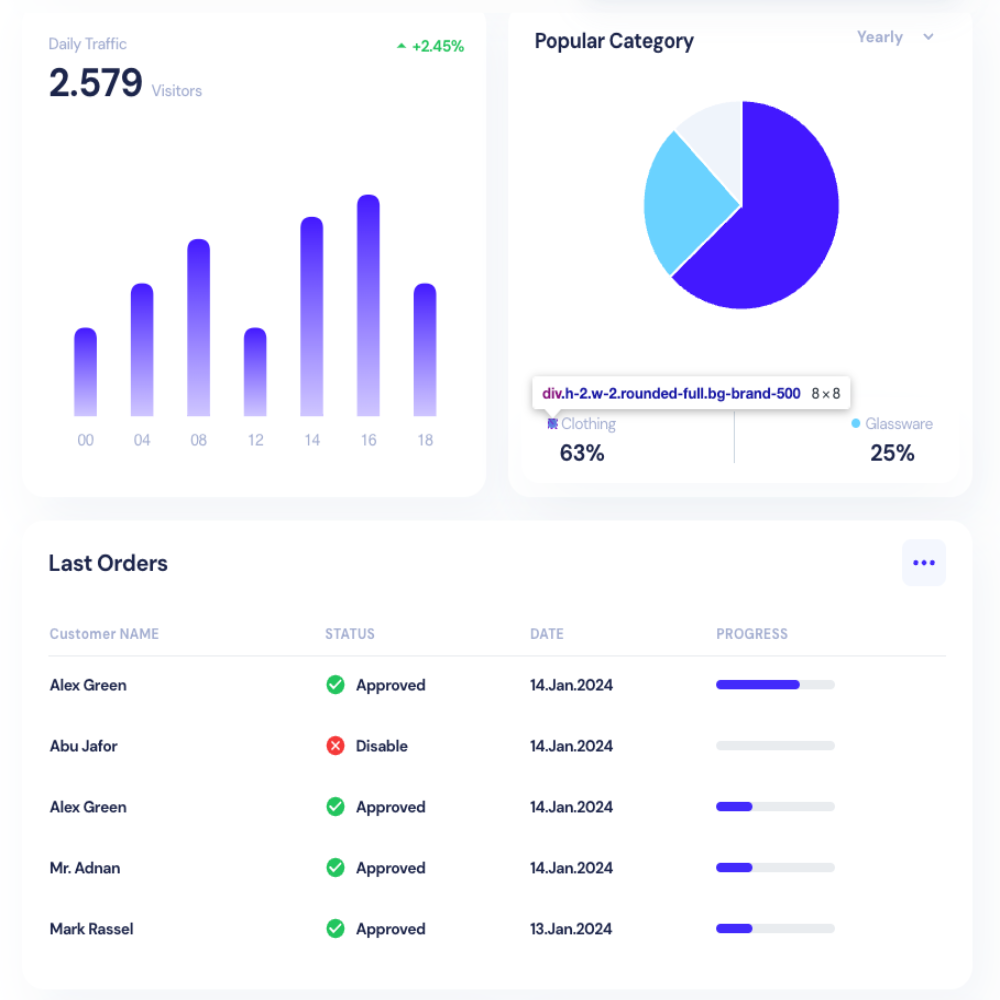 Daily Traffic
+2.45%
2.579 Visitors
00 04 08 12 14 16 18
Popular Category
Yearly
div.h-2.w-2.rounded-full.bg-brand-500 8×8
Clothing
63%
Glassware
25%
Last Orders
Customer NAME STATUS DATE PROGRESS
Alex Green Approved 14.Jan.2024
Abu Jafor Disable 14.Jan.2024
Alex Green Approved 14.Jan.2024
Mr. Adnan Approved 14.Jan.2024
Mark Rassel Approved 13.Jan.2024